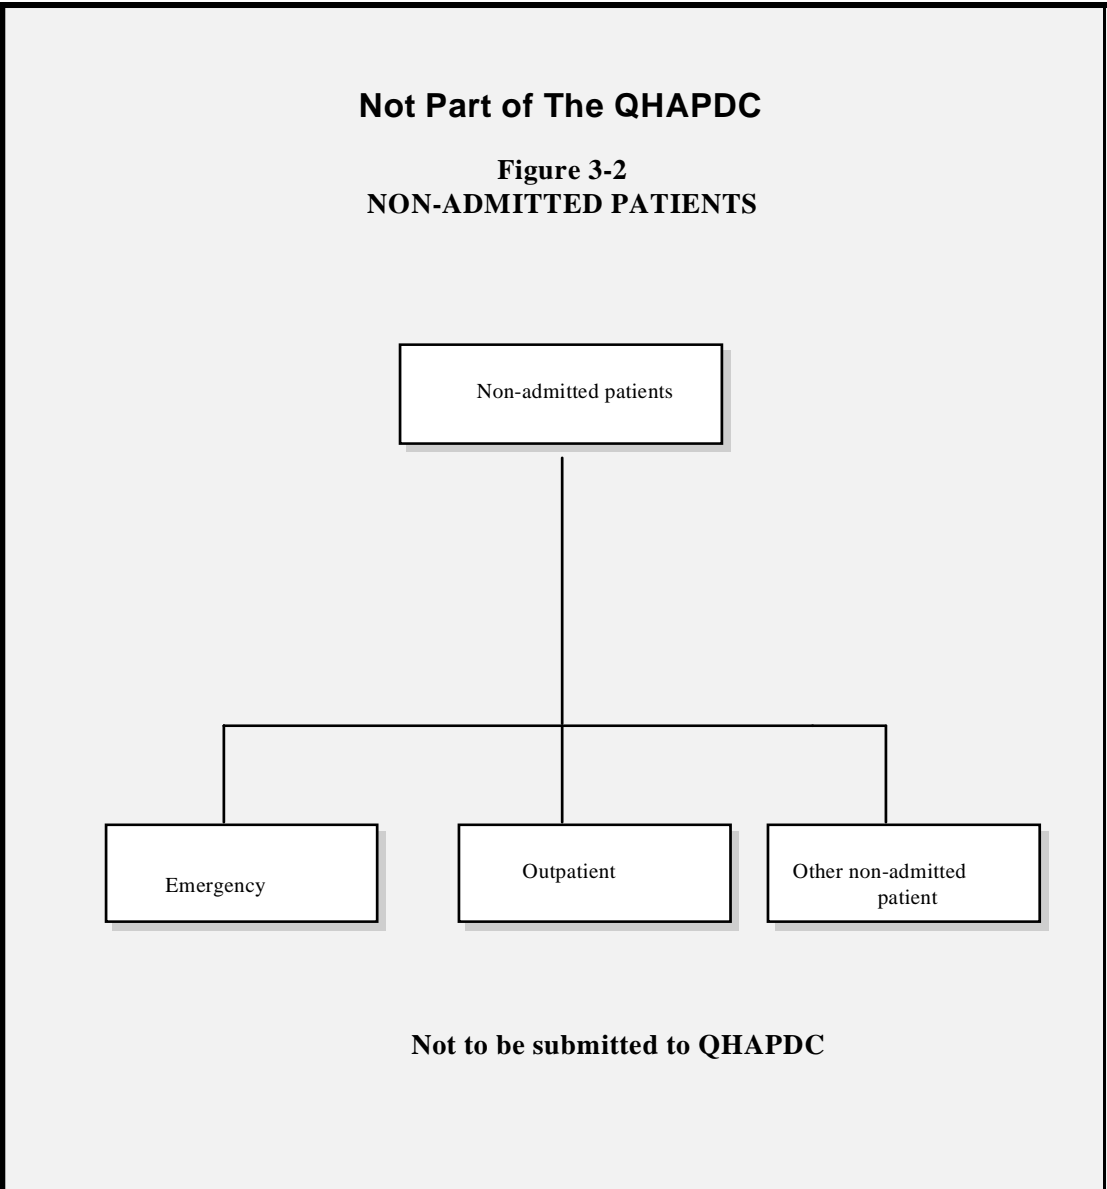 Not Part of The QHAPDC
Figure 3-2
NON-ADMITTED PATIENTS
Non-admitted patients
Emergency
Outpatient
Other non-admitted
patient
Not to be submitted to QHAPDC